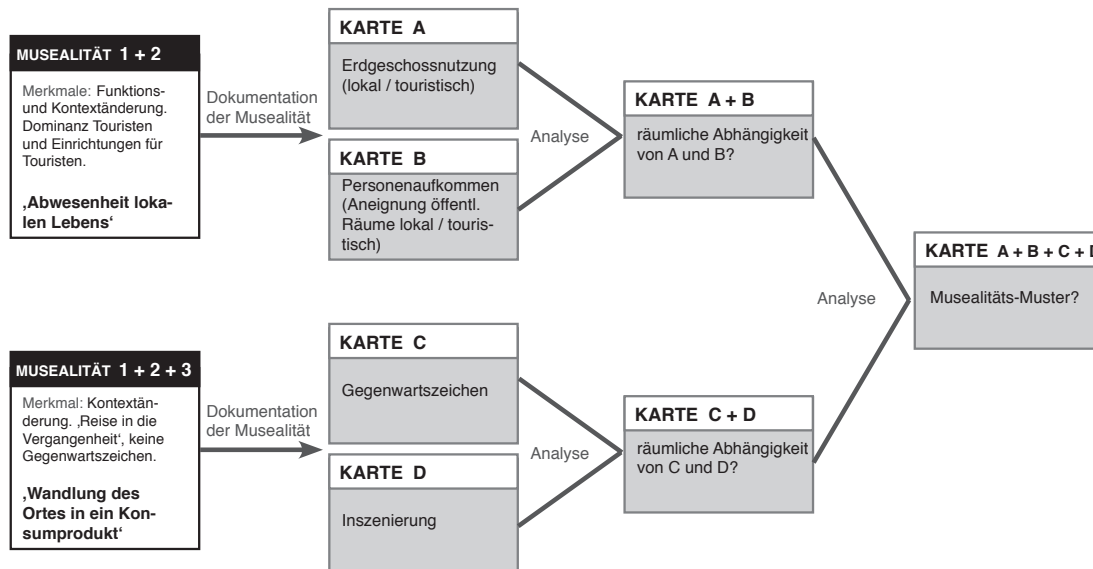 MUSEALITÄT 1 + 2
Merkmale: Funktions-
und Kontextänderung.
Dominanz Touristen
und Einrichtungen für
Touristen.
‚Abwesenheit loka-
len Lebens‘
Dokumentation
der Musealität
KARTE A
Erdgeschossnutzung
(lokal / touristisch)
KARTE B
Personenaufkommen
(Aneignung öffentl.
Räume lokal / touris-
tisch)
Analyse
KARTE A + B
räumliche Abhängigkeit
von A und B?
MUSEALITÄT 1 + 2 + 3
Merkmal: Kontextän-
derung. ‚Reise in die
Vergangenheit‘, keine
Gegenwartszeichen.
‚Wandlung des
Ortes in ein Kon-
sumprodukt‘
Dokumentation
der Musealität
KARTE C
Gegenwartszeichen
KARTE D
Inszenierung
Analyse
KARTE C + D
räumliche Abhängigkeit
von C und D?
Analyse
KARTE A + B + C + D
Musealitäts-Muster?